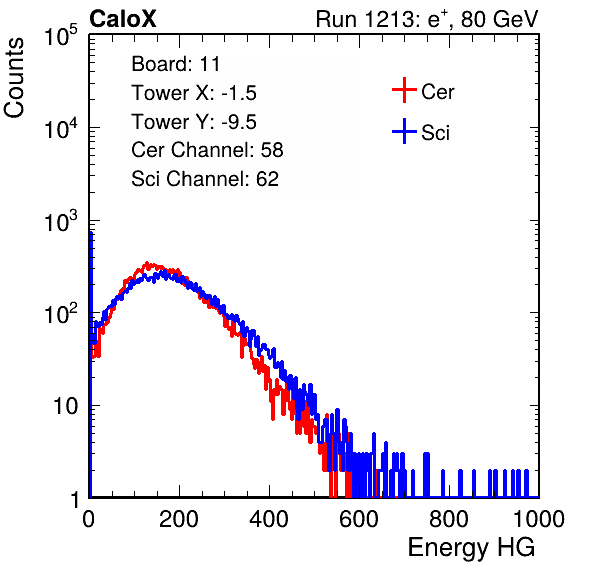 CaloX Run 1213: e⁺, 80 GeV
Counts
10⁵
10⁴
10³
10²
10
1
Board: 11
Tower X: -1.5
Tower Y: -9.5
Cer Channel: 58
Sci Channel: 62
Cer
Sci
0 200 400 600 800 1000
Energy HG